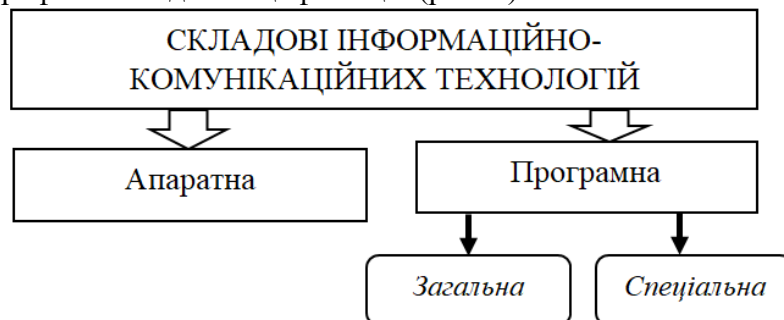 СКЛАДОВІ ІНФОРМАЦІЙНО-
КОМУНІКАЦІЙНИХ ТЕХНОЛОГІЙ
Апаратна
Програмна
Загальна
Спеціальна